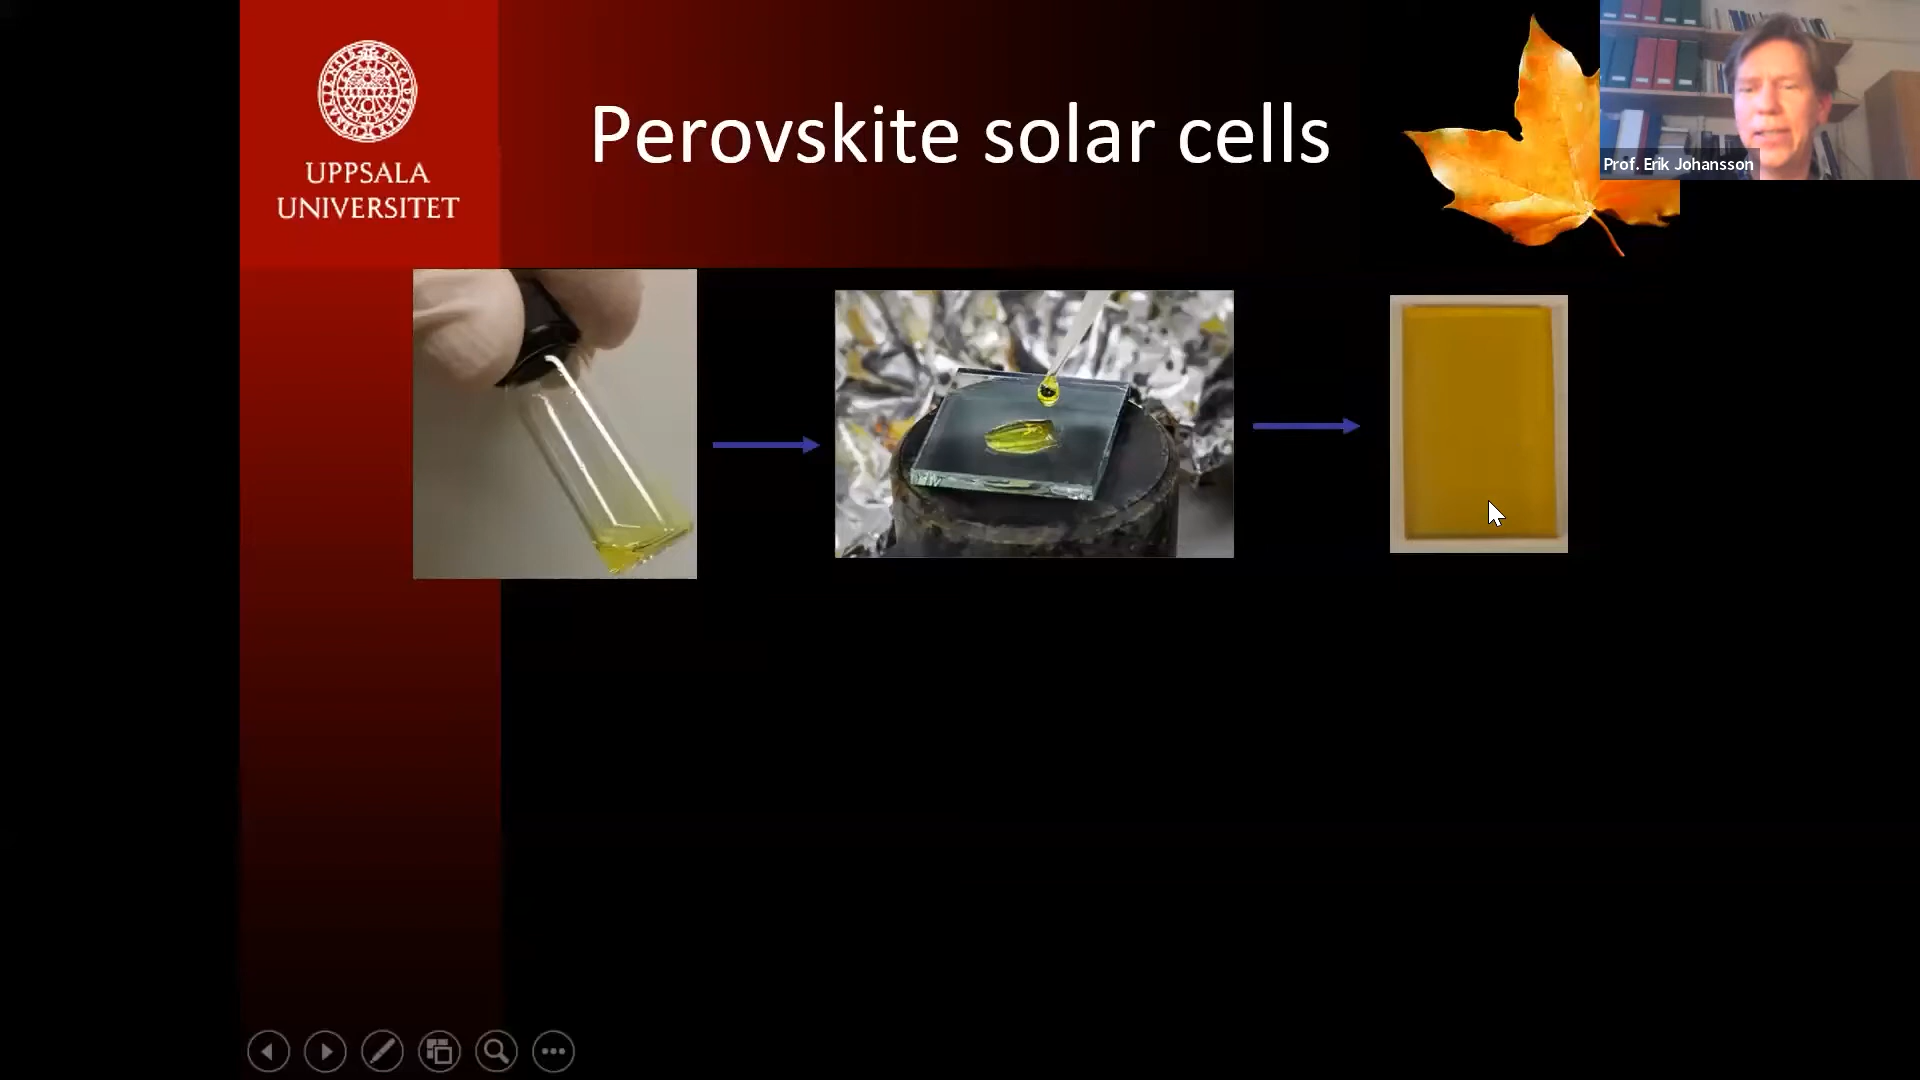 UPPSALA
UNIVERSITET
Perovskite solar cells
Prof. Erik Johansson